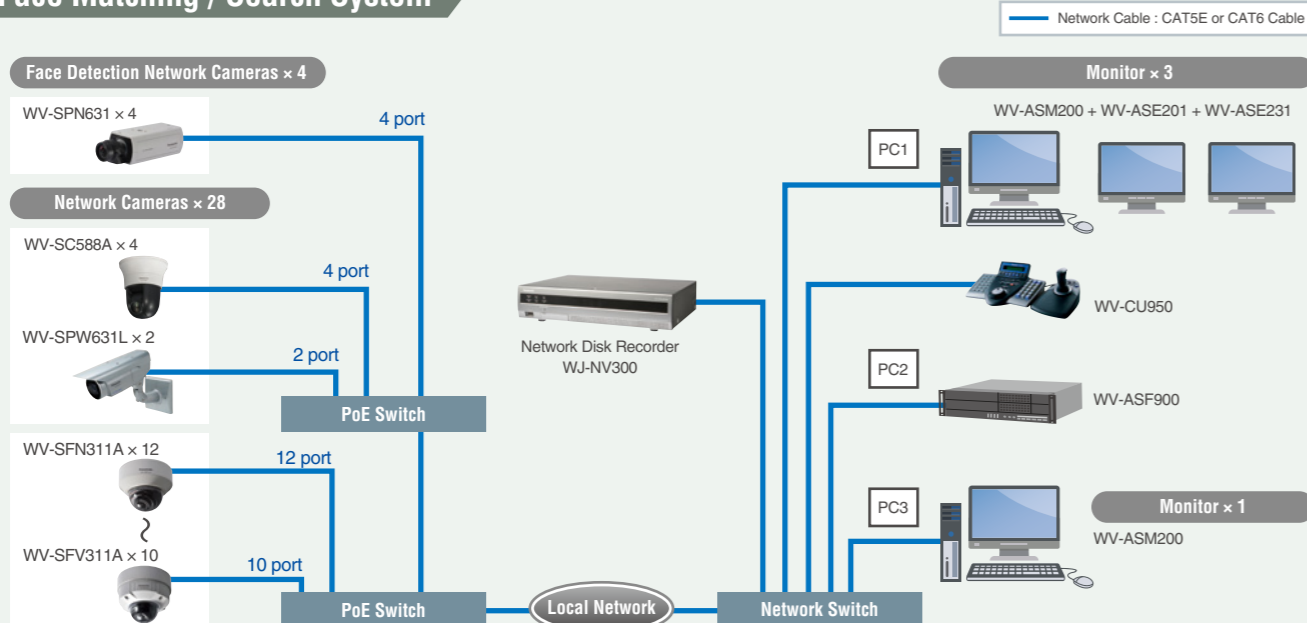 Face Matching / Search System
Network Cable : CAT5E or CAT6 Cable
Face Detection Network Cameras × 4
WV-SPN631 × 4
4 port
Network Cameras × 28
WV-SC588A × 4
4 port
WV-SPW631L × 2
2 port
PoE Switch
WV-SFN311A × 12
12 port
WV-SFV311A × 10
10 port
PoE Switch
Local Network
Network Switch
Network Disk Recorder
WJ-NV300
Monitor × 3
WV-ASM200 + WV-ASE201 + WV-ASE231
PC1
WV-CU950
PC2
WV-ASF900
PC3
Monitor × 1
WV-ASM200